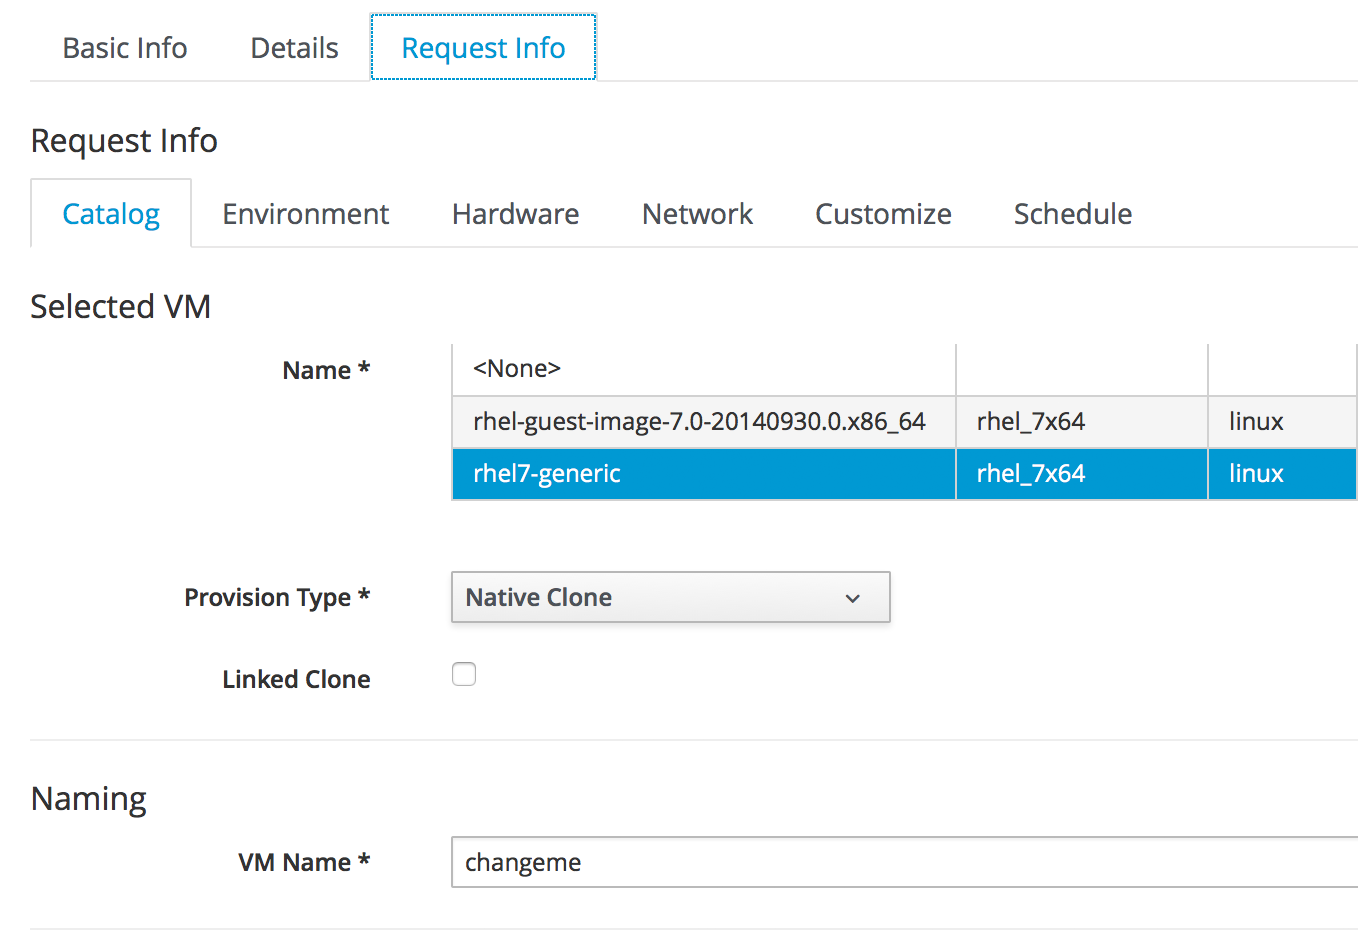 Basic Info Details Request Info
Request Info
Catalog Environment Hardware Network Customize Schedule
Selected VM
Name * <None>
rhel-guest-image-7.0-20140930.0.x86_64 rhel_7x64 linux
rhel7-generic rhel_7x64 linux
Provision Type * Native Clone
Linked Clone
Naming
VM Name * changeme